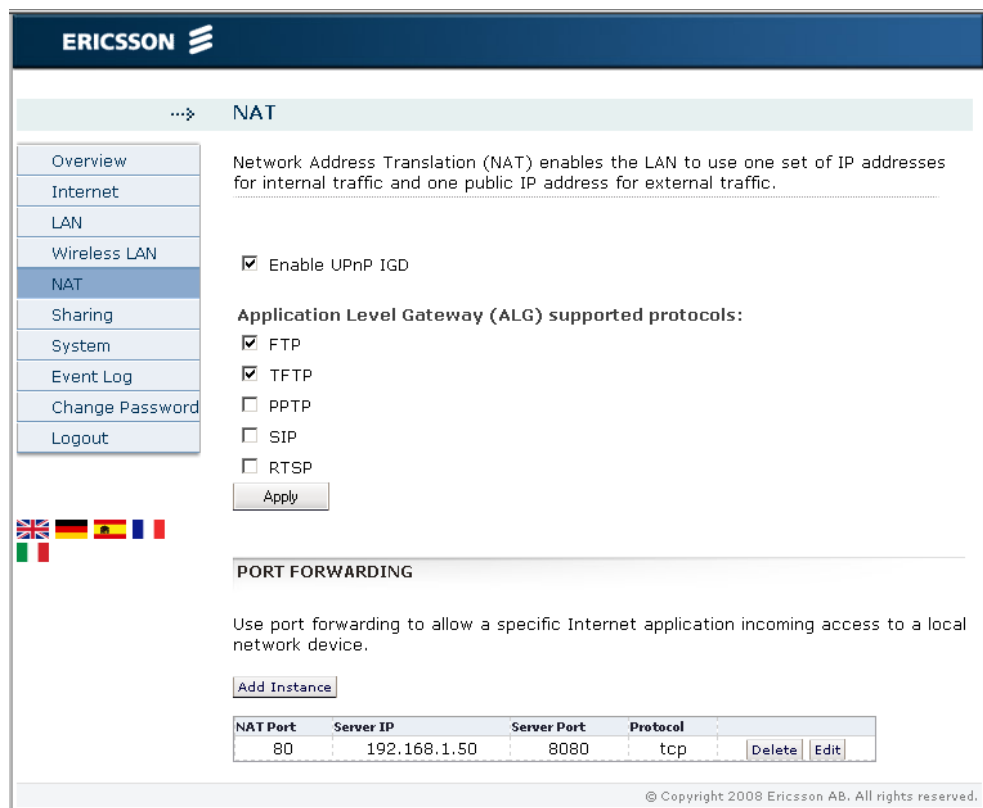 ERICSSON
NAT
Overview
Internet
LAN
Wireless LAN
NAT
Sharing
System
Event Log
Change Password
Logout
Network Address Translation (NAT) enables the LAN to use one set of IP addresses
for internal traffic and one public IP address for external traffic.
Enable UPnP IGD
Application Level Gateway (ALG) supported protocols:
FTP
TFTP
PPTP
SIP
RTSP
Apply
PORT FORWARDING
Use port forwarding to allow a specific Internet application incoming access to a local
network device.
Add Instance
NAT Port Server IP Server Port Protocol
80 192.168.1.50 8080 tcp Delete Edit
© Copyright 2008 Ericsson AB. All rights reserved.